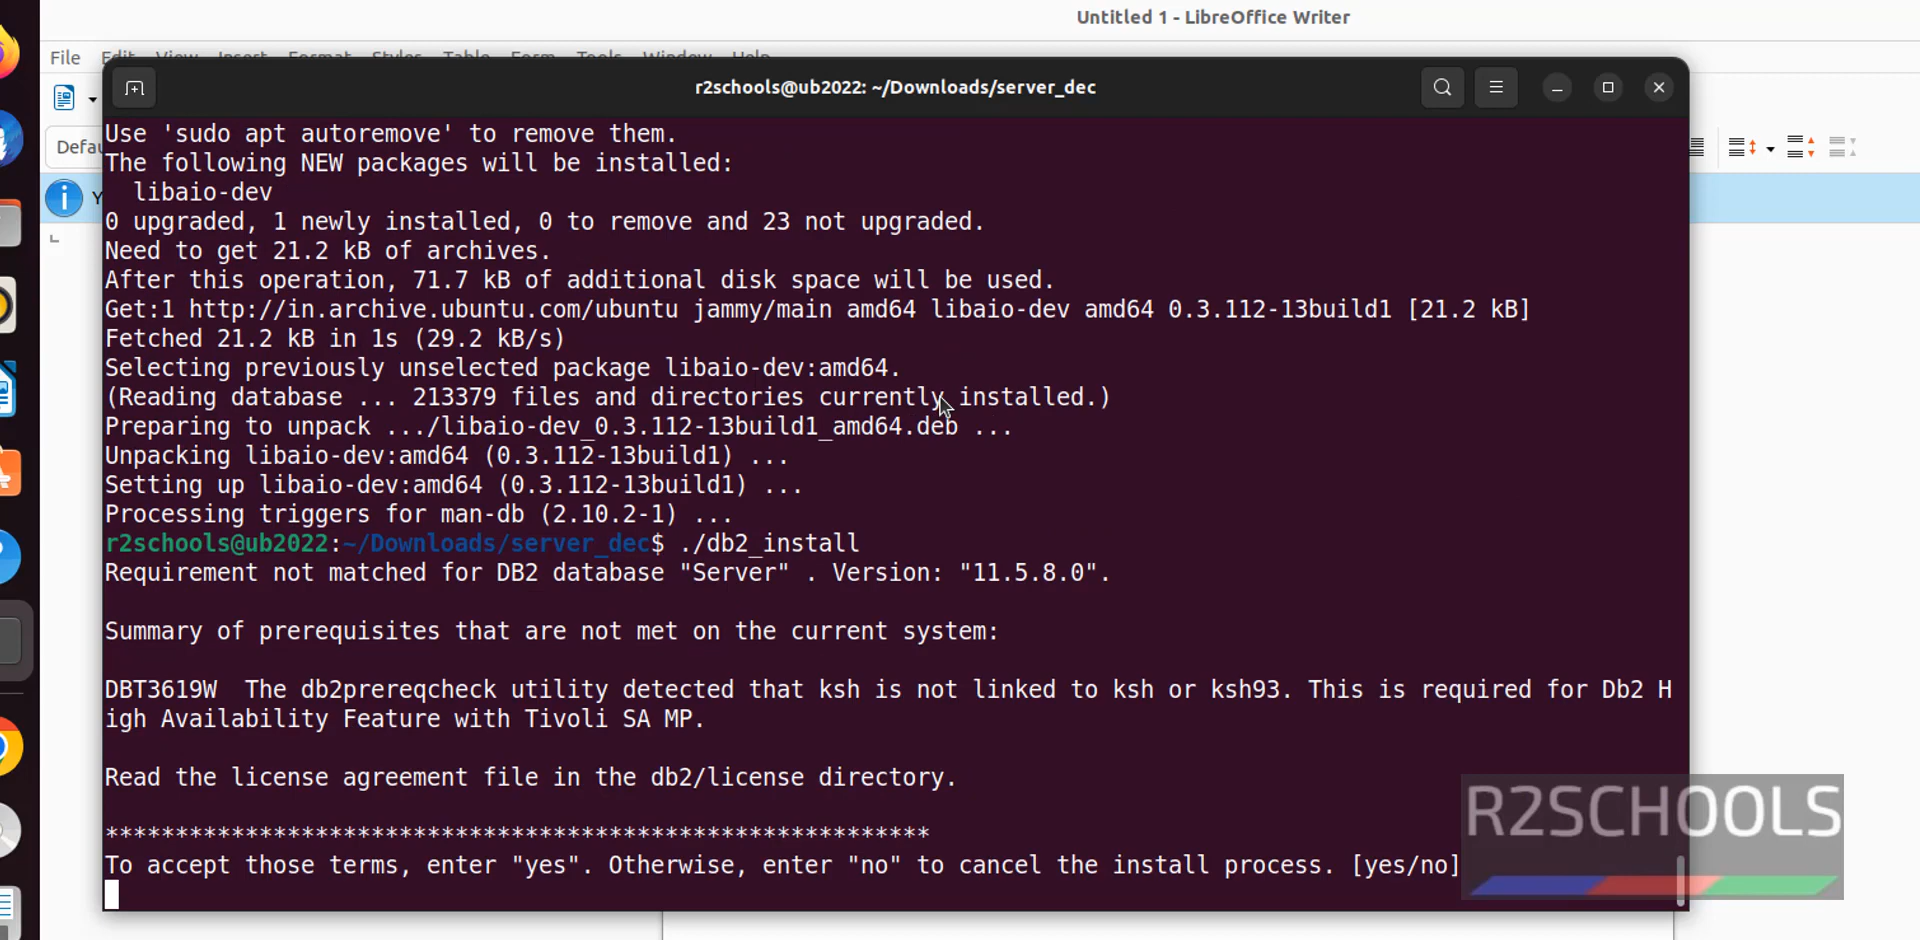 Untitled 1 - LibreOffice Writer
File Edit View Insert Format Styles Table Form Tools Window Help
r2schools@ub2022: ~/Downloads/server_dec
Defau
Y
Use 'sudo apt autoremove' to remove them.
The following NEW packages will be installed:
libaio-dev
0 upgraded, 1 newly installed, 0 to remove and 23 not upgraded.
Need to get 21.2 kB of archives.
After this operation, 71.7 kB of additional disk space will be used.
Get:1 http://in.archive.ubuntu.com/ubuntu jammy/main amd64 libaio-dev amd64 0.3.112-13build1 [21.2 kB]
Fetched 21.2 kB in 1s (29.2 kB/s)
Selecting previously unselected package libaio-dev:amd64.
(Reading database ... 213379 files and directories currently installed.)
Preparing to unpack .../libaio-dev_0.3.112-13build1_amd64.deb ...
Unpacking libaio-dev:amd64 (0.3.112-13build1) ...
Setting up libaio-dev:amd64 (0.3.112-13build1) ...
Processing triggers for man-db (2.10.2-1) ...
r2schools@ub2022:~/Downloads/server_dec$ ./db2_install
Requirement not matched for DB2 database "Server" . Version: "11.5.8.0".
Summary of prerequisites that are not met on the current system:
DBT3619W  The db2prereqcheck utility detected that ksh is not linked to ksh or ksh93. This is required for Db2 H
igh Availability Feature with Tivoli SA MP.
Read the license agreement file in the db2/license directory.
***********************************************************
To accept those terms, enter "yes". Otherwise, enter "no" to cancel the install process. [yes/no]
R2SCHOOLS